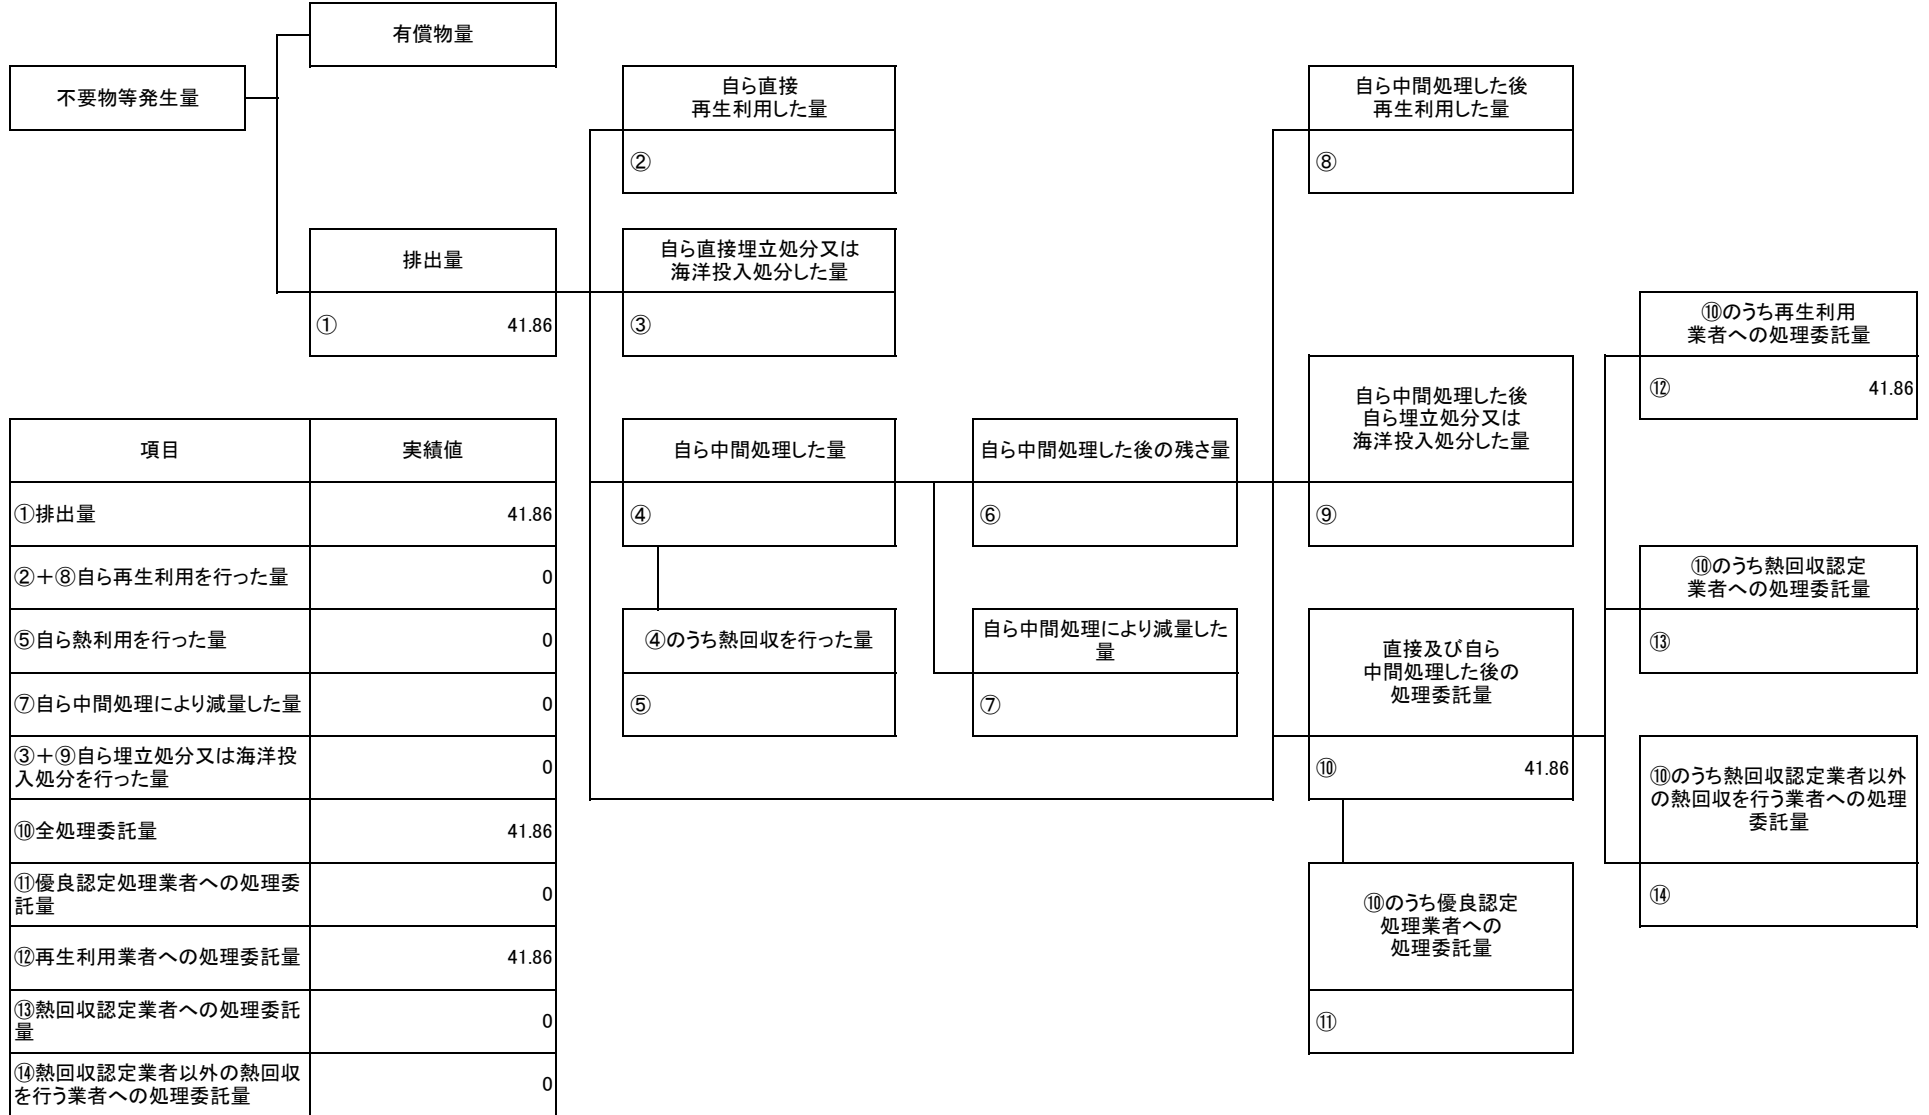 有償物量
不要物等発生量
自ら直接
再生利用した量
②
自ら中間処理した後
再生利用した量
⑧
排出量
① 41.86
自ら直接埋立処分又は
海洋投入処分した量
③
⑩のうち再生利用
業者への処理委託量
⑫ 41.86
自ら中間処理した後
自ら埋立処分又は
海洋投入処分した量
⑨
自ら中間処理した量
④
自ら中間処理した後の残さ量
⑥
⑩のうち熱回収認定
業者への処理委託量
⑬
④のうち熱回収を行った量
⑤
自ら中間処理により減量した
量
⑦
直接及び自ら
中間処理した後の
処理委託量
⑩ 41.86
⑩のうち熱回収認定業者以外
の熱回収を行う業者への処理
委託量
⑭
⑩のうち優良認定
処理業者への
処理委託量
⑪
項目 実績値
①排出量 41.86
②+⑧自ら再生利用を行った量 0
⑤自ら熱利用を行った量 0
⑦自ら中間処理により減量した量 0
③+⑨自ら埋立処分又は海洋投
入処分を行った量 0
⑩全処理委託量 41.86
⑪優良認定処理業者への処理委
託量 0
⑫再生利用業者への処理委託量 41.86
⑬熱回収認定業者への処理委託
量 0
⑭熱回収認定業者以外の熱回収
を行う業者への処理委託量 0